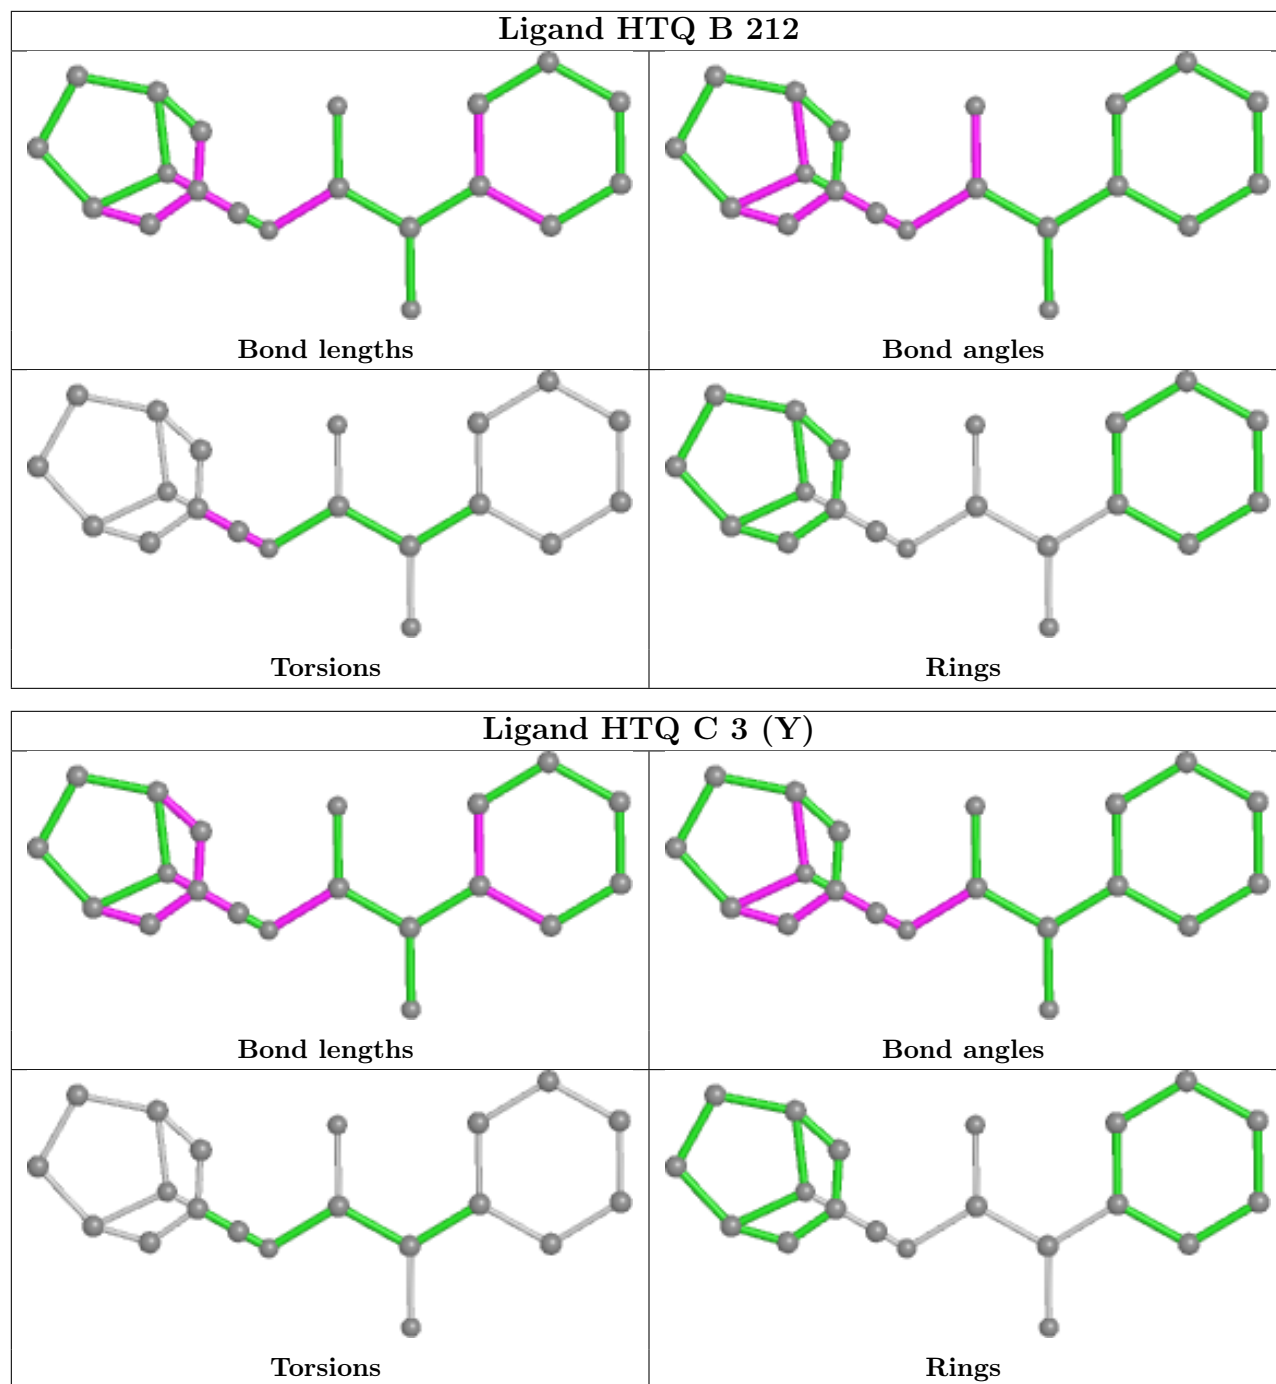 Ligand HTQ B 212
Bond lengths
Bond angles
Torsions
Rings
Ligand HTQ C 3 (Y)
Bond lengths
Bond angles
Torsions
Rings